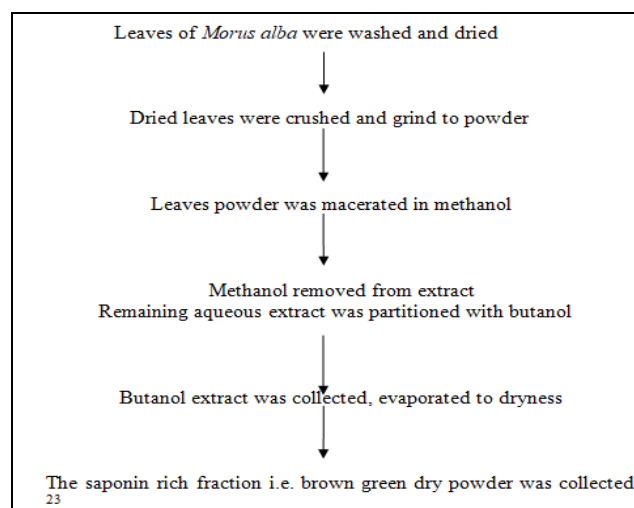 Leaves of Morus alba were washed and dried
Dried leaves were crushed and grind to powder
Leaves powder was macerated in methanol
Methanol removed from extract
Remaining aqueous extract was partitioned with butanol
Butanol extract was collected, evaporated to dryness
The saponin rich fraction i.e. brown green dry powder was collected
23